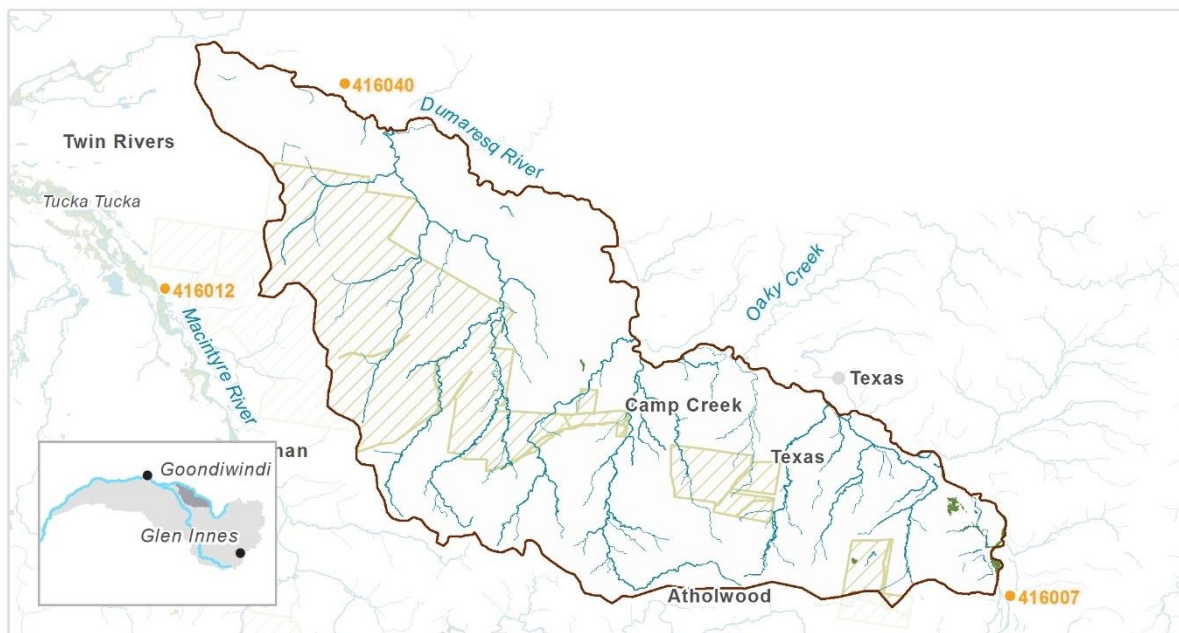 416040
Dumaresq River
Twin Rivers
Tucka Tucka
416012
Macintyre River
Oaky Creek
Texas
Camp Creek
Texas
nan
Goondiwindi
Glen Innes
Atholwood
416007